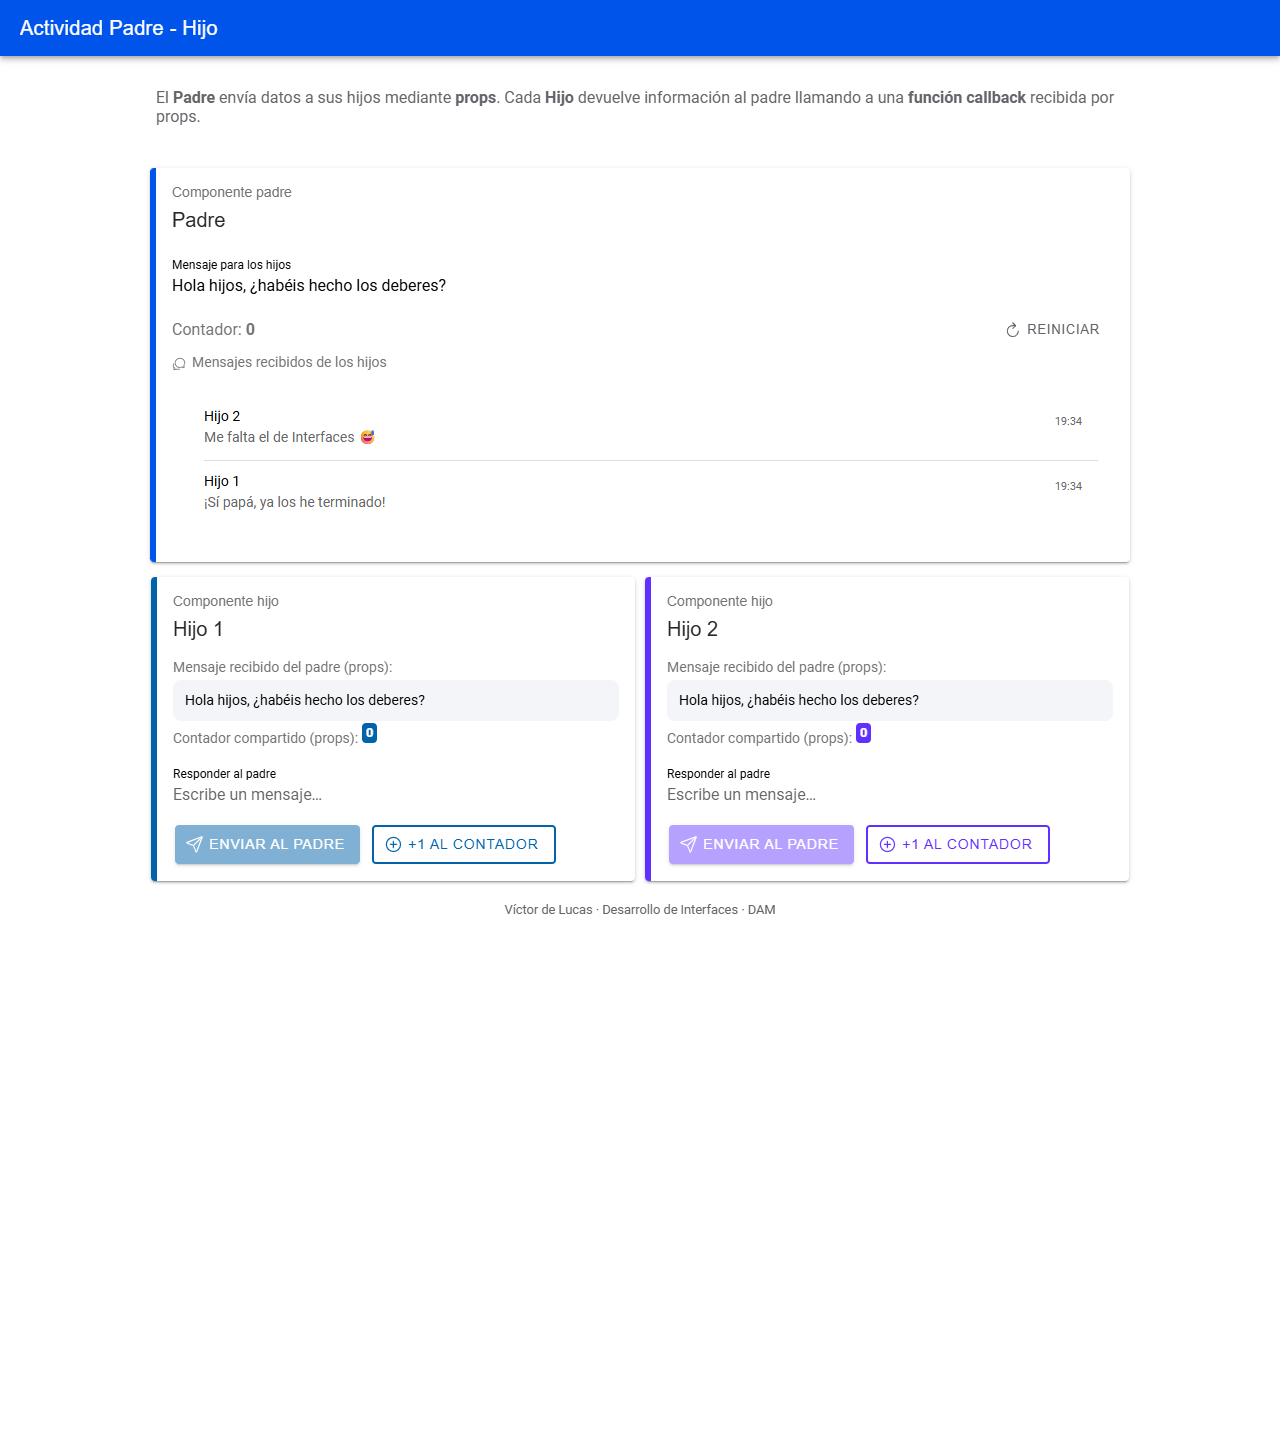 Actividad Padre - Hijo
El Padre envía datos a sus hijos mediante props. Cada Hijo devuelve información al padre llamando a una función callback recibida por
props.
Componente padre
Padre
Mensaje para los hijos
Hola hijos, ¿habéis hecho los deberes?
Contador: 0
REINICIAR
Mensajes recibidos de los hijos
Hijo 2
19:34
Me falta el de Interfaces 😅
Hijo 1
19:34
¡Sí papá, ya los he terminado!
Componente hijo
Hijo 1
Mensaje recibido del padre (props):
Hola hijos, ¿habéis hecho los deberes?
Contador compartido (props): 0
Responder al padre
Escribe un mensaje...
ENVIAR AL PADRE
+1 AL CONTADOR
Componente hijo
Hijo 2
Mensaje recibido del padre (props):
Hola hijos, ¿habéis hecho los deberes?
Contador compartido (props): 0
Responder al padre
Escribe un mensaje...
ENVIAR AL PADRE
+1 AL CONTADOR
Víctor de Lucas · Desarrollo de Interfaces · DAM